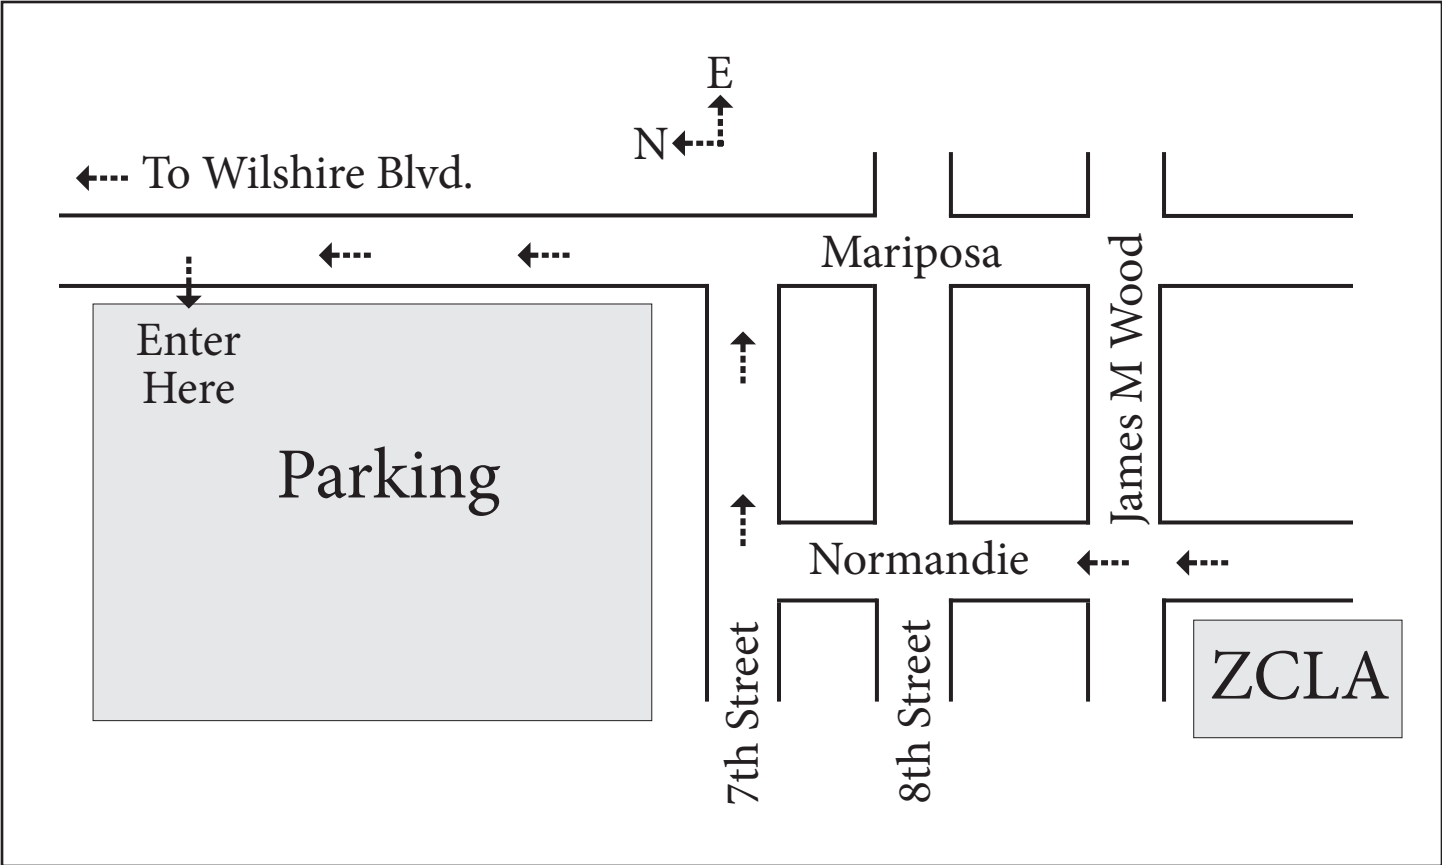 E
N
To Wilshire Blvd.
Mariposa
James M Wood
Enter
Here
Parking
Normandie
7th Street
8th Street
ZCLA